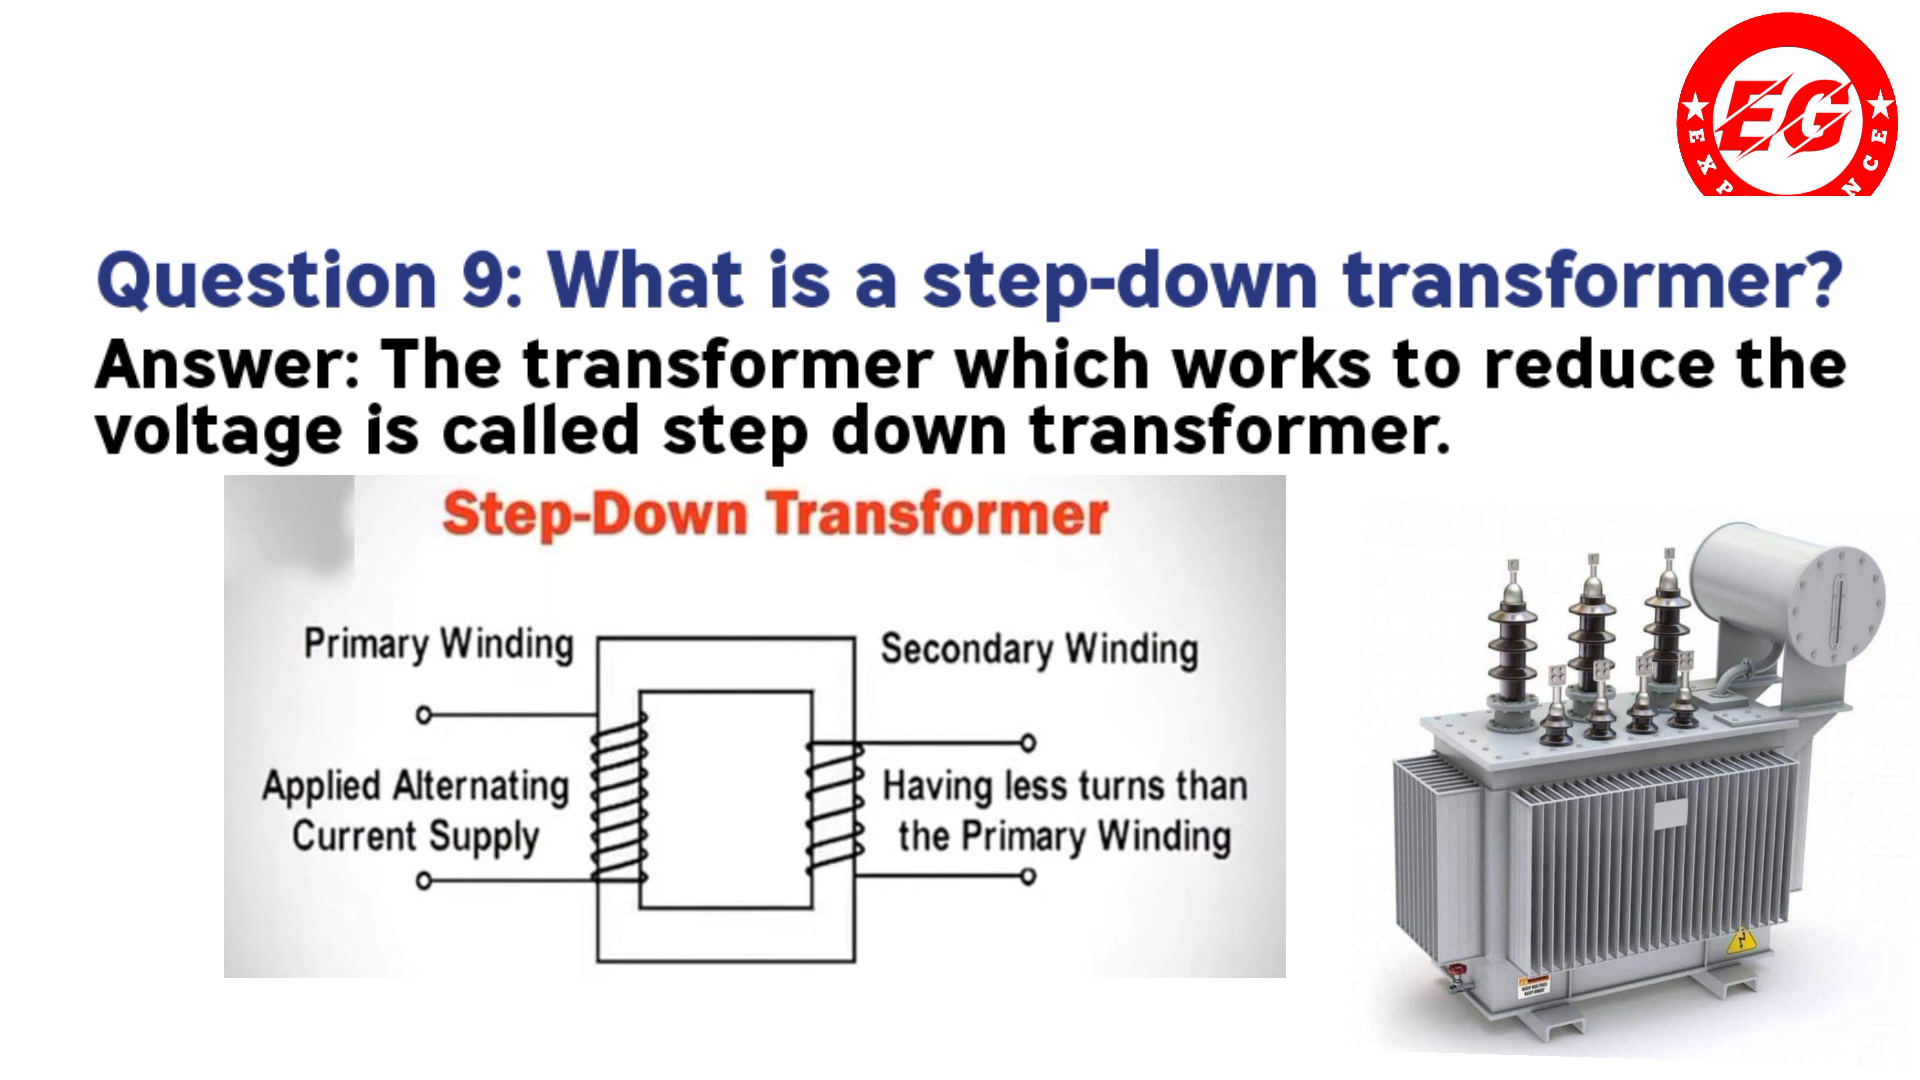 EG
Question 9: What is a step-down transformer?
Answer: The transformer which works to reduce the
voltage is called step down transformer.
Step-Down Transformer
Primary Winding
Secondary Winding
Applied Alternating
Current Supply
Having less turns than
the Primary Winding